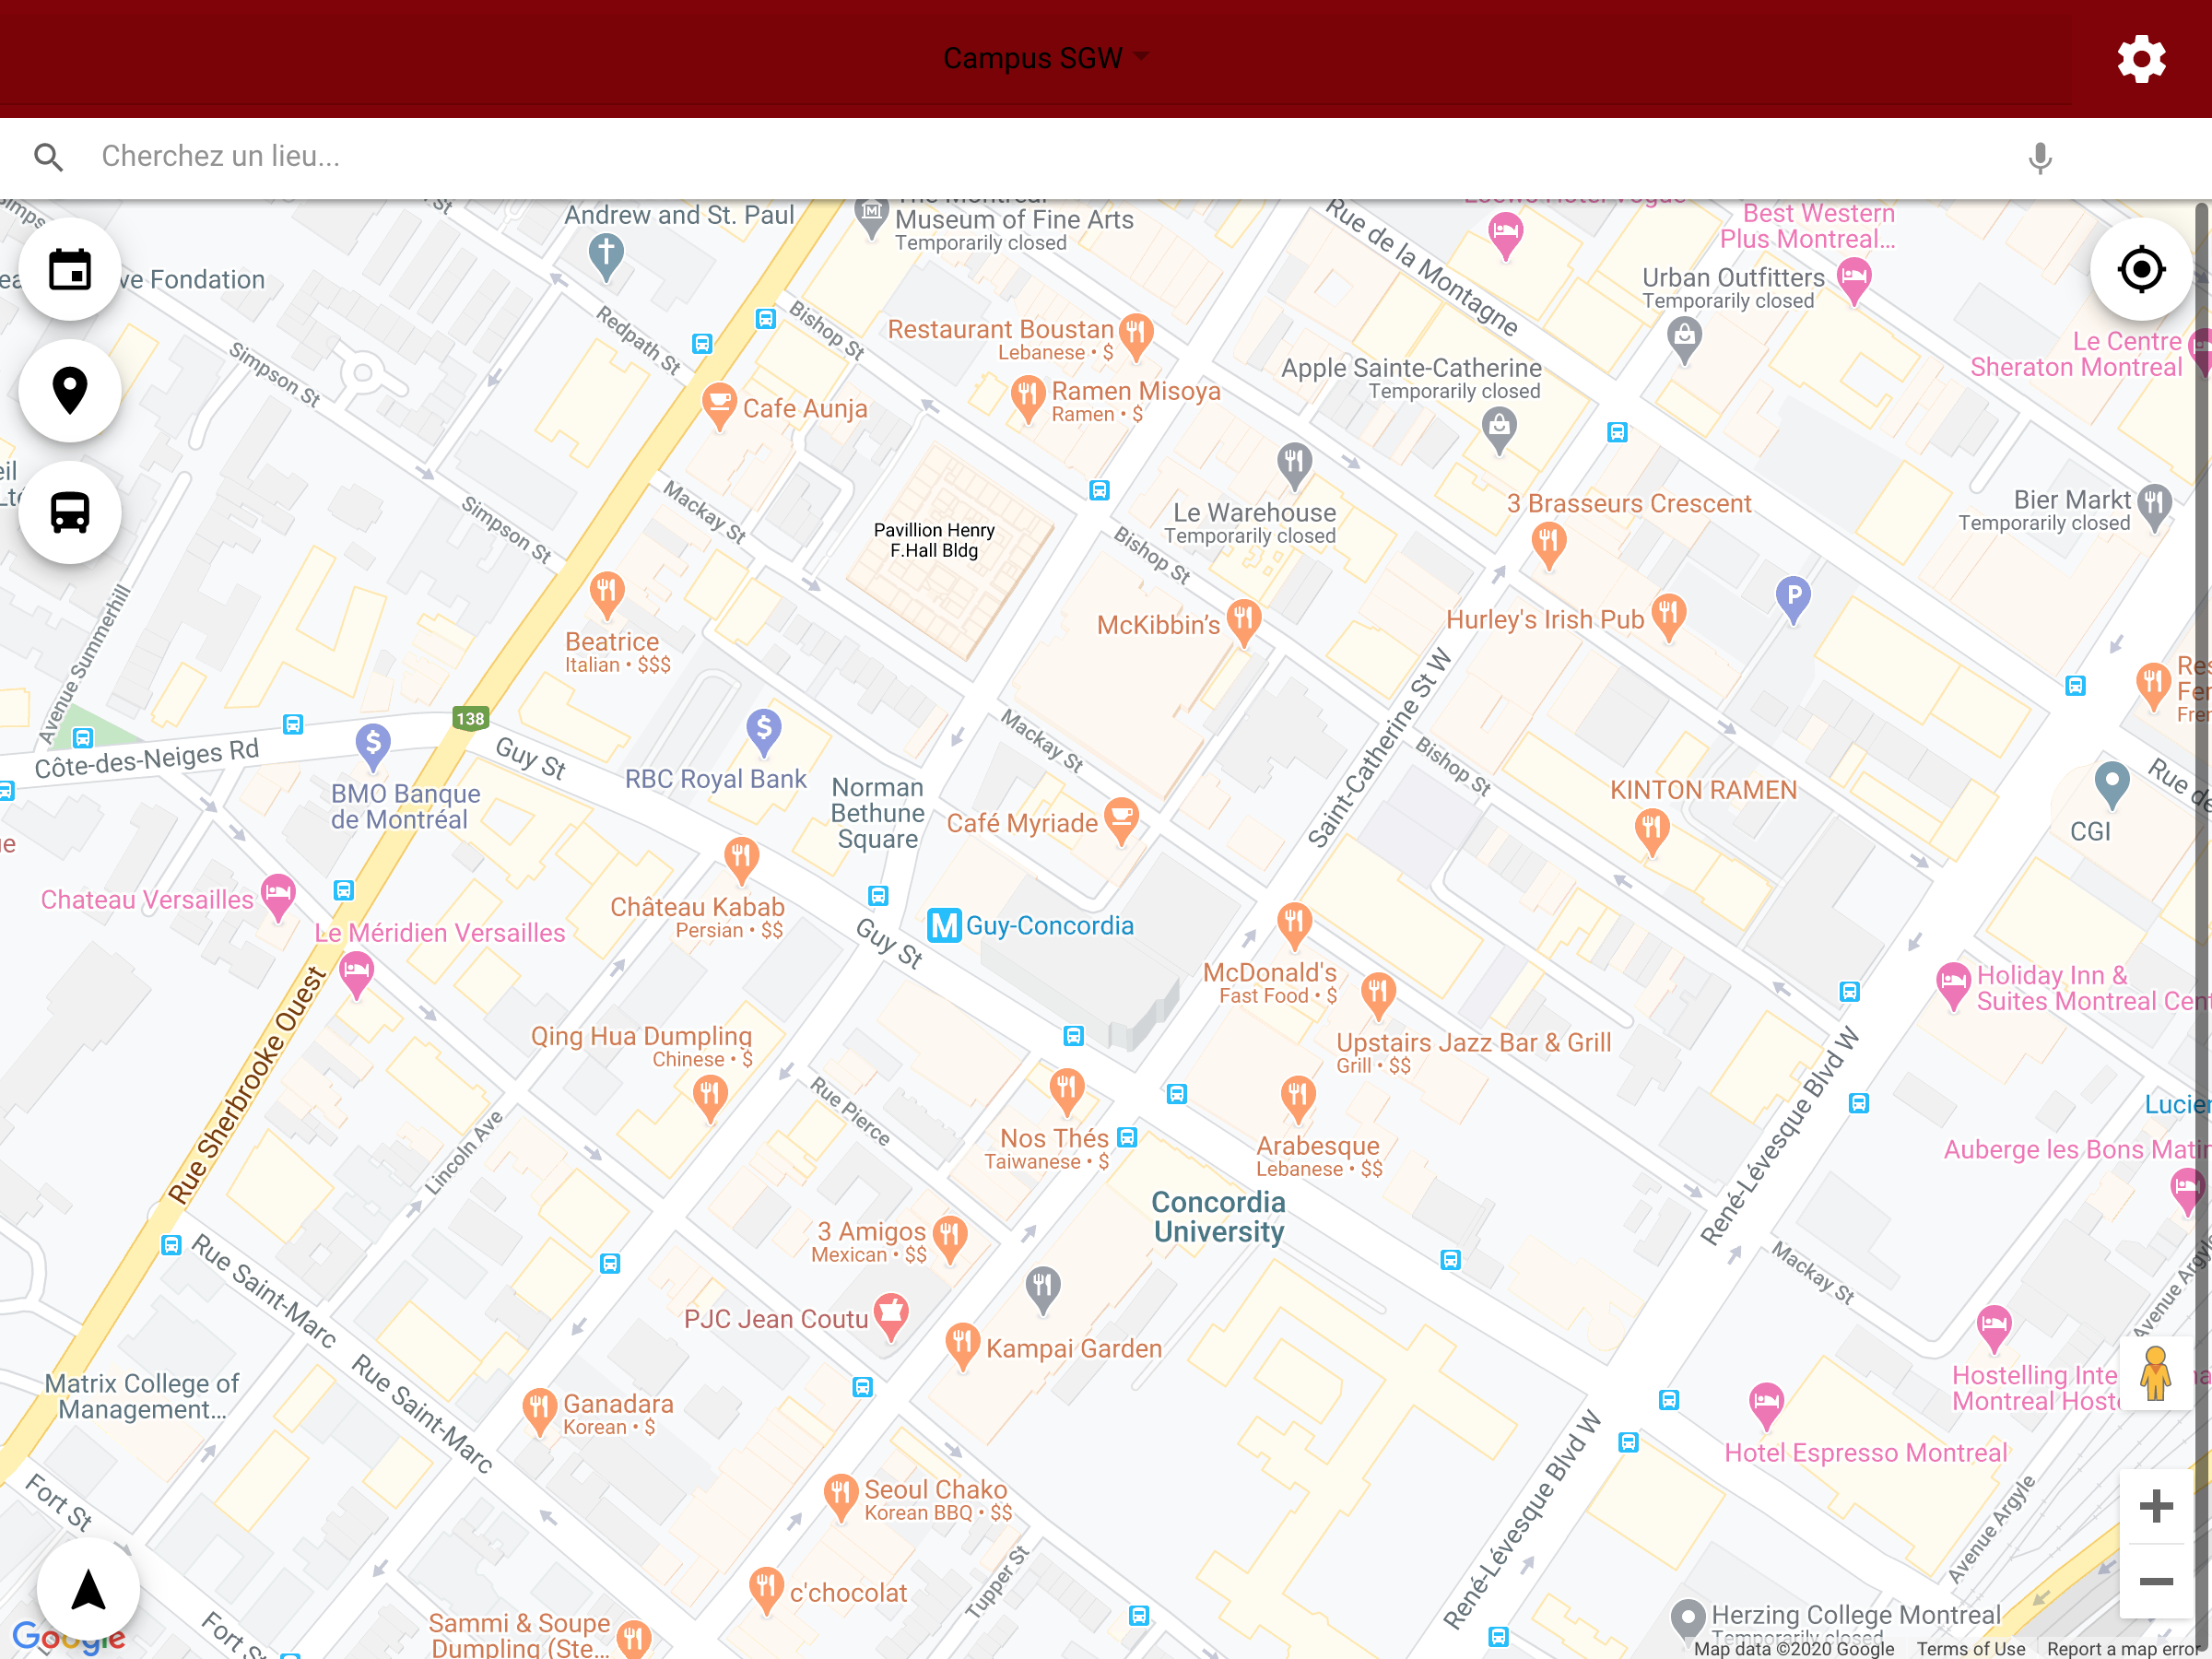 Campus SGW
Cherchez un lieu...
Andrew and St. Paul
Museum of Fine Arts
Temporarily closed
Rue de la Montagne
Best Western
Plus Montreal...
Urban Outfitters
Temporarily closed
Le Centre
Sheraton Montreal
ve Fondation
Simpson St
Redpath St
Bishop St
Restaurant Boustan
Lebanese • $
Ramen Misoya
Ramen • $
Apple Sainte-Catherine
Temporarily closed
Cafe Aunja
Simpson St
Mackay St
Pavillion Henry
F.Hall Bldg
Le Warehouse
Temporarily closed
Bishop St
3 Brasseurs Crescent
Bier Markt
Temporarily closed
Avenue Summerhill
Beatrice
Italian • $$$
McKibbin's
Hurley's Irish Pub
P
Saint-Catherine St W
138
Côte-des-Neiges Rd
Guy St
BMO Banque
de Montréal
RBC Royal Bank
Norman
Bethune
Square
Mackay St
Café Myriade
Bishop St
KINTON RAMEN
CGI
Chateau Versailles
Le Méridien Versailles
Château Kabab
Persian • $$
Guy St
M Guy-Concordia
McDonald's
Fast Food • $
Holiday Inn &
Suites Montreal Cen
Rue Sherbrooke Ouest
Qing Hua Dumpling
Chinese • $
Upstairs Jazz Bar & Grill
Grill • $$
Rue Pierce
Lincoln Ave
Nos Thés
Taiwanese • $
Arabesque
Lebanese • $$
René-Lévesque Blvd W
Auberge les Bons Mati
Concordia
University
3 Amigos
Mexican • $$
Rue Saint-Marc
Mackay St
Avenue Argyle
PJC Jean Coutu
Kampai Garden
Matrix College of
Management...
Rue Saint-Marc
Ganadara
Korean • $
Hostelling Inte
Montreal Host
Hotel Espresso Montreal
René-Lévesque Blvd W
Fort St
Seoul Chako
Korean BBQ • $$
Avenue Argyle
Tupper St
c'chocolat
Fort St
Sammi & Soupe
Dumpling (Ste...
Herzing College Montreal
Temporarily closed
Google
Map data ©2020 Google
Terms of Use
Report a map error